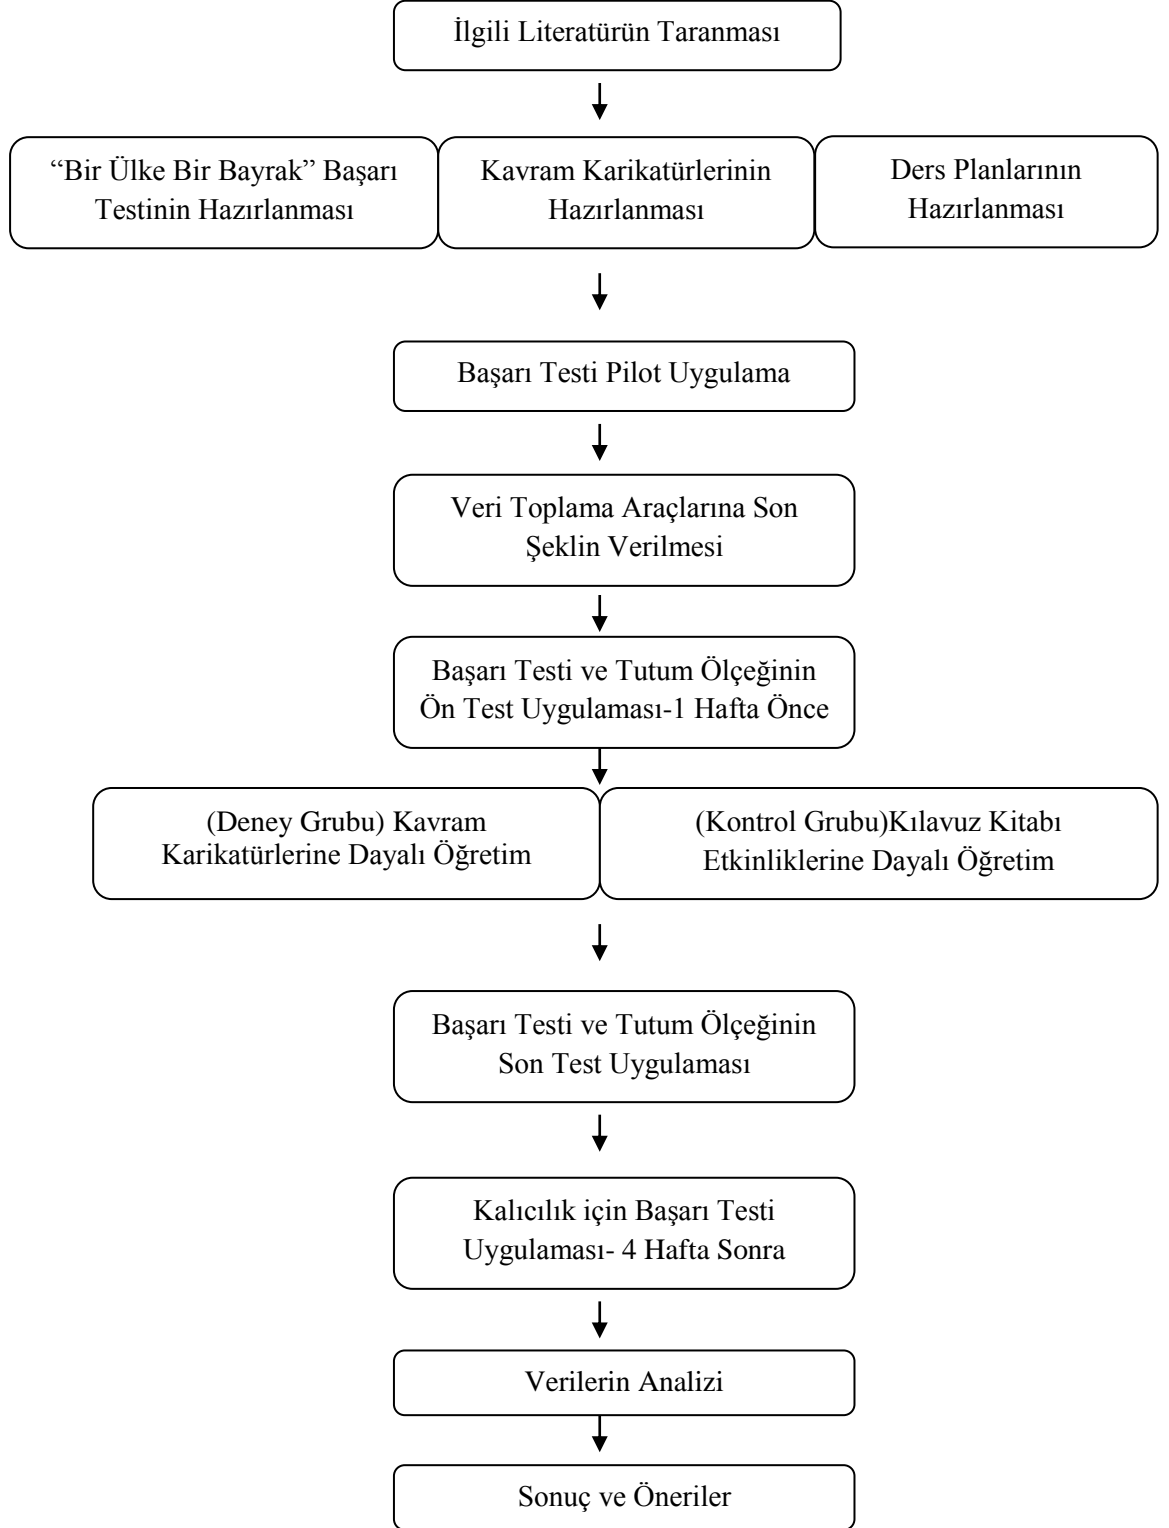 İlgili Literatürün Taranması
“Bir Ülke Bir Bayrak” Başarı
Testinin Hazırlanması
Kavram Karikatürlerinin
Hazırlanması
Ders Planlarının
Hazırlanması
Başarı Testi Pilot Uygulama
Veri Toplama Araçlarına Son
Şeklin Verilmesi
Başarı Testi ve Tutum Ölçeğinin
Ön Test Uygulaması-1 Hafta Önce
(Deney Grubu) Kavram
Karikatürlerine Dayalı Öğretim
(Kontrol Grubu)Kılavuz Kitabı
Etkinliklerine Dayalı Öğretim
Başarı Testi ve Tutum Ölçeğinin
Son Test Uygulaması
Kalıcılık için Başarı Testi
Uygulaması- 4 Hafta Sonra
Verilerin Analizi
Sonuç ve Öneriler